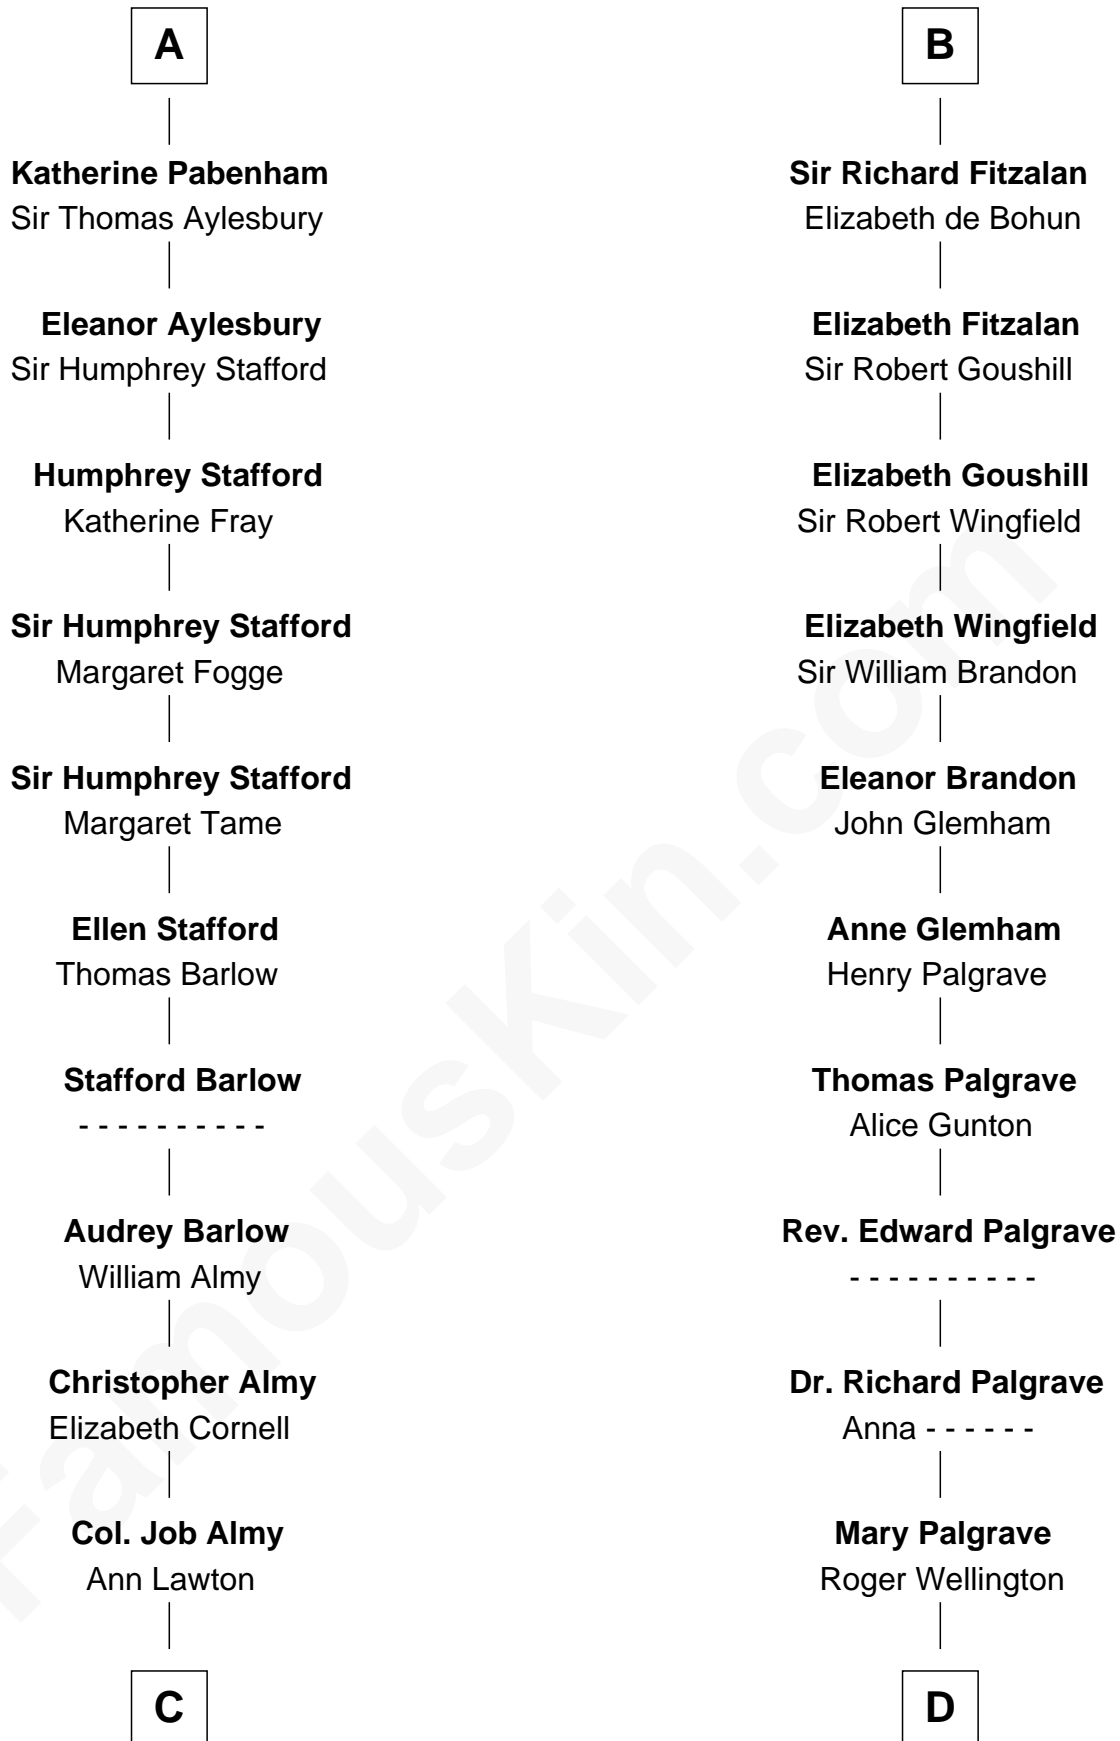 A
Katherine Pabenham
Sir Thomas Aylesbury
Eleanor Aylesbury
Sir Humphrey Stafford
Humphrey Stafford
Katherine Fray
Sir Humphrey Stafford
Margaret Fogge
Sir Humphrey Stafford
Margaret Tame
Ellen Stafford
Thomas Barlow
Stafford Barlow
- - - - - - - - - -
Audrey Barlow
William Almy
Christopher Almy
Elizabeth Cornell
Col. Job Almy
Ann Lawton
C
B
Sir Richard Fitzalan
Elizabeth de Bohun
Elizabeth Fitzalan
Sir Robert Goushill
Elizabeth Goushill
Sir Robert Wingfield
Elizabeth Wingfield
Sir William Brandon
Eleanor Brandon
John Glemham
Anne Glemham
Henry Palgrave
Thomas Palgrave
Alice Gunton
Rev. Edward Palgrave
- - - - - - - - - -
Dr. Richard Palgrave
Anna - - - - - -
Mary Palgrave
Roger Wellington
D
FamousKin.com